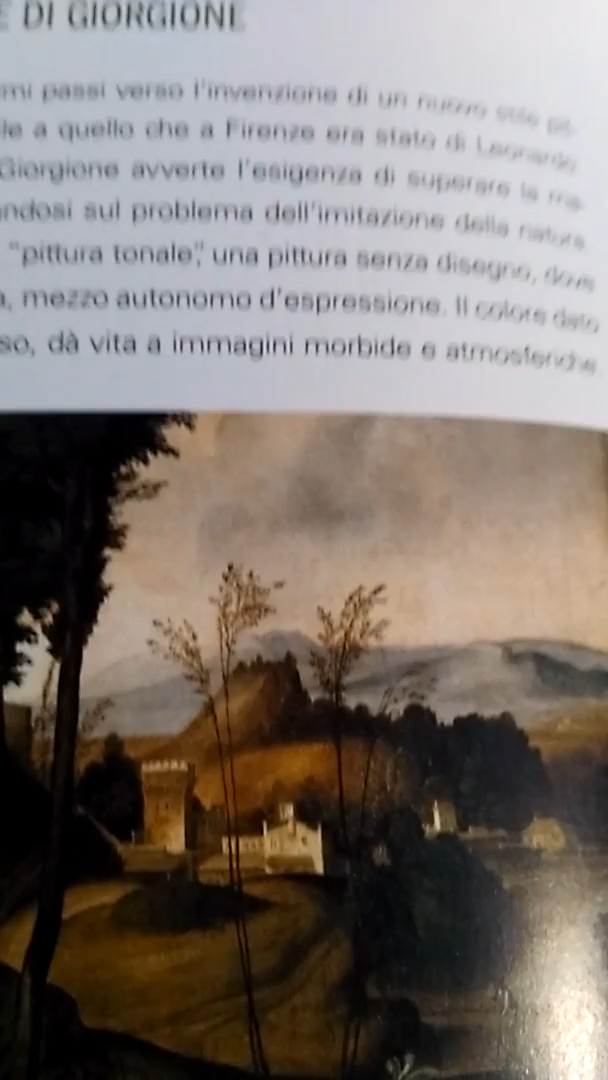 E DI GIORGIONE
mi passi verso l'invenzione di un nuovo stile pit-
le a quello che a Firenze era stato di Leonardo.
Giorgione avverte l'esigenza di superare la ma-
ndosi sul problema dell'imitazione della natura
"pittura tonale", una pittura senza disegno, dove
a, mezzo autonomo d'espressione. Il colore dato
so, dà vita a immagini morbide e atmosferiche